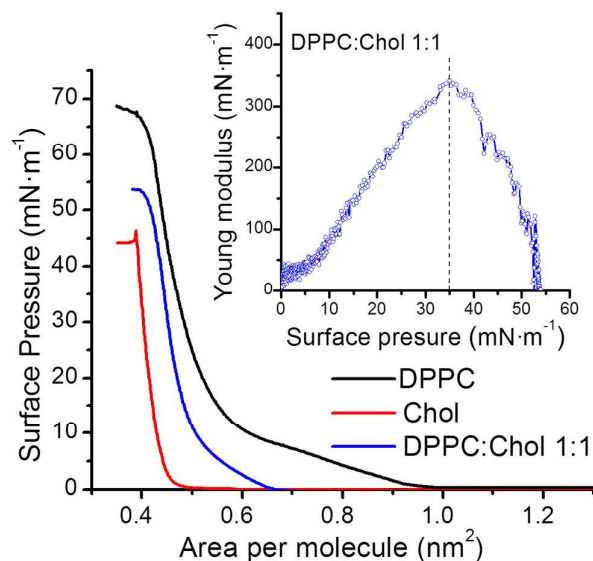 DPPC:Chol 1:1
Young modulus (mN·m-1)
400
300
200
100
0
0 10 20 30 40 50 60
Surface presure (mN·m-1)
Surface Pressure (mN·m-1)
70
60
50
40
30
20
10
0
DPPC
Chol
DPPC:Chol 1:1
0.4 0.6 0.8 1.0 1.2
Area per molecule (nm2)